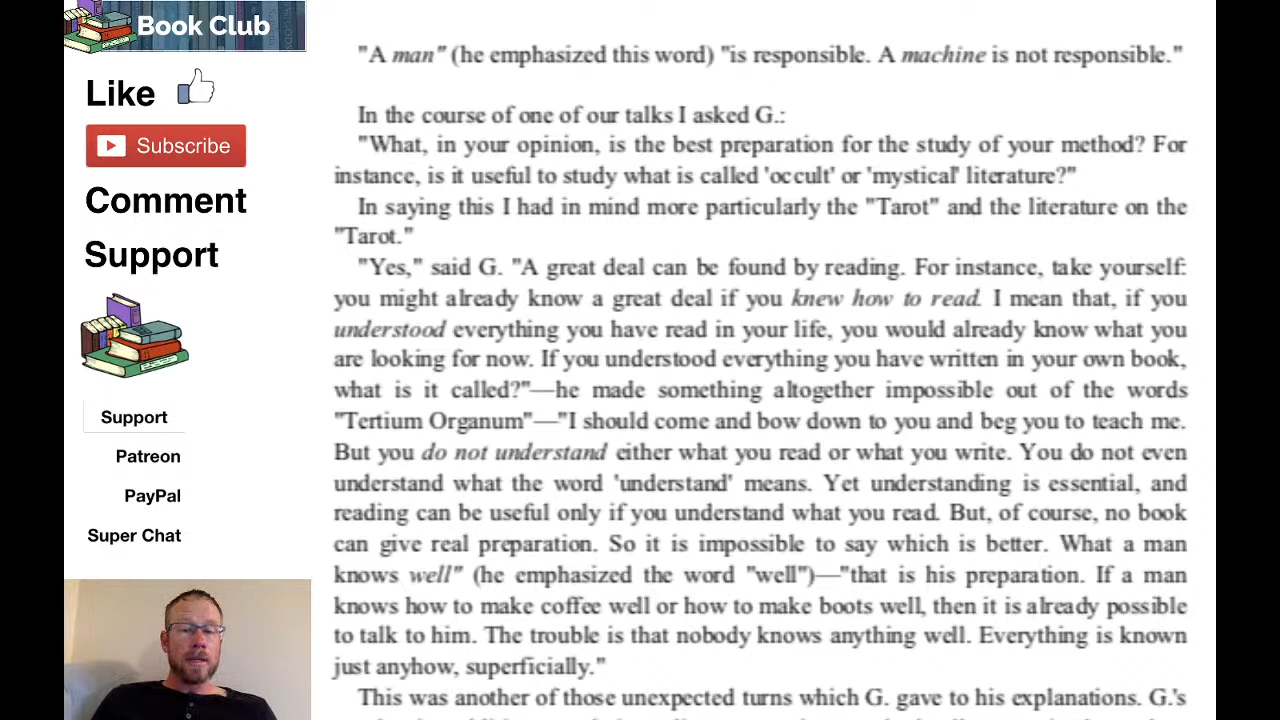 Book Club
Like
Subscribe
Comment
Support
Support
Patreon
PayPal
Super Chat
"A man" (he emphasized this word) "is responsible. A machine is not responsible."
In the course of one of our talks I asked G.:
"What, in your opinion, is the best preparation for the study of your method? For
instance, is it useful to study what is called 'occult' or 'mystical' literature?"
In saying this I had in mind more particularly the "Tarot" and the literature on the
"Tarot."
"Yes," said G. "A great deal can be found by reading. For instance, take yourself:
you might already know a great deal if you knew how to read. I mean that, if you
understood everything you have read in your life, you would already know what you
are looking for now. If you understood everything you have written in your own book,
what is it called?"—he made something altogether impossible out of the words
"Tertium Organum"—"I should come and bow down to you and beg you to teach me.
But you do not understand either what you read or what you write. You do not even
understand what the word 'understand' means. Yet understanding is essential, and
reading can be useful only if you understand what you read. But, of course, no book
can give real preparation. So it is impossible to say which is better. What a man
knows well" (he emphasized the word "well")—"that is his preparation. If a man
knows how to make coffee well or how to make boots well, then it is already possible
to talk to him. The trouble is that nobody knows anything well. Everything is known
just anyhow, superficially."
This was another of those unexpected turns which G. gave to his explanations. G.'s